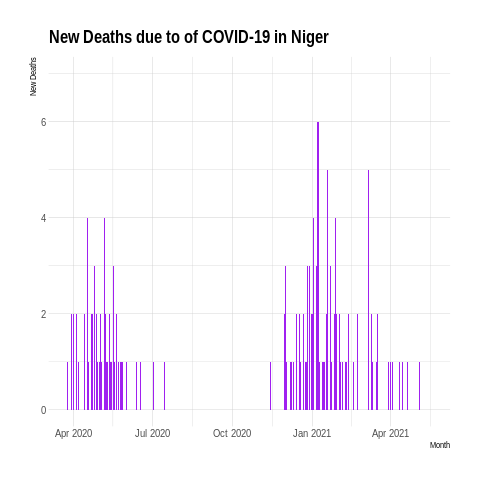 New Deaths due to of COVID-19 in Niger
New Deaths
6
4
2
0
Apr 2020 Jul 2020 Oct 2020 Jan 2021 Apr 2021
Month